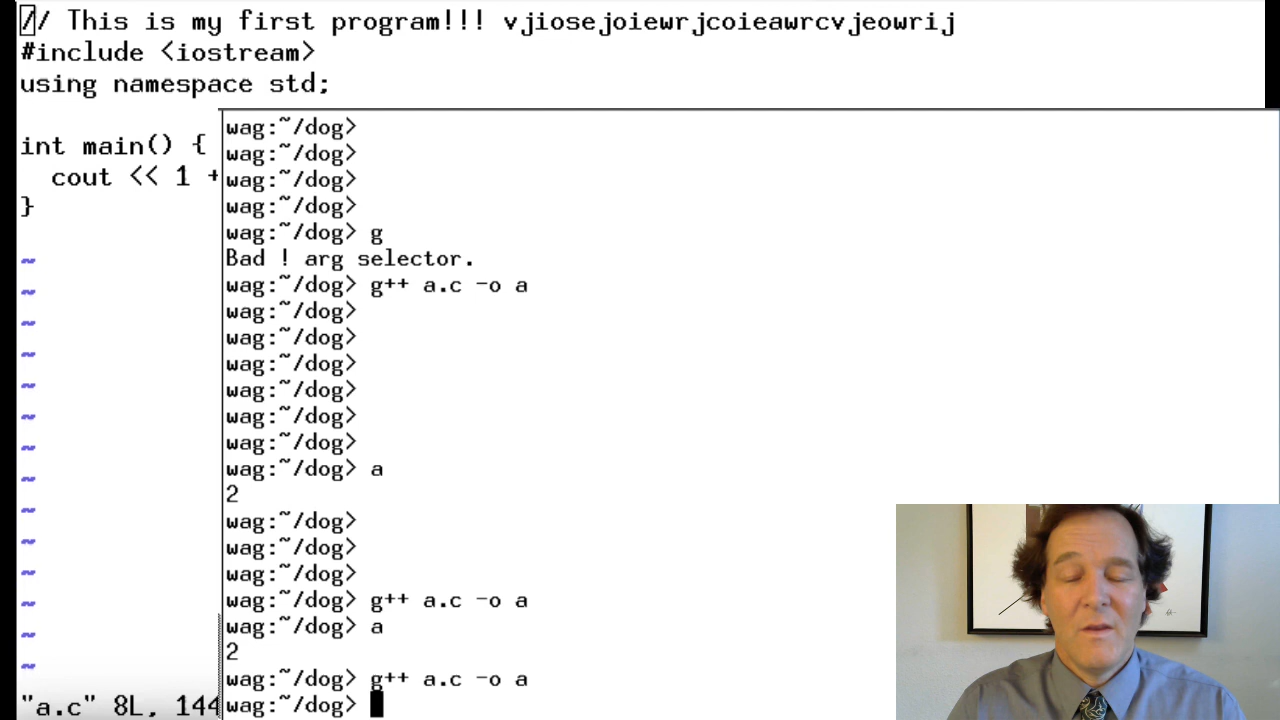 // This is my first program!!! vjiosejoiewrjcoieawrcvjeowrij
#include <iostream>
using namespace std;
int main() {
cout << 1 +
}
~
~
~
~
~
~
~
~
~
~
~
~
~
~
"a.c" 8L, 144
wag:~/dog>
wag:~/dog>
wag:~/dog>
wag:~/dog>
wag:~/dog> g
Bad ! arg selector.
wag:~/dog> g++ a.c -o a
wag:~/dog>
wag:~/dog>
wag:~/dog>
wag:~/dog>
wag:~/dog>
wag:~/dog>
wag:~/dog> a
2
wag:~/dog>
wag:~/dog>
wag:~/dog>
wag:~/dog> g++ a.c -o a
wag:~/dog> a
2
wag:~/dog> g++ a.c -o a
wag:~/dog>